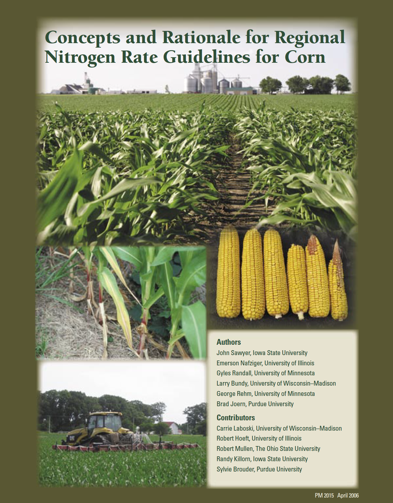 Concepts and Rationale for Regional
Nitrogen Rate Guidelines for Corn
Authors
John Sawyer, Iowa State University
Emerson Nafziger, University of Illinois
Gyles Randall, University of Minnesota
Larry Bundy, University of Wisconsin–Madison
George Rehm, University of Minnesota
Brad Joern, Purdue University
Contributors
Carrie Laboski, University of Wisconsin–Madison
Robert Hoeft, University of Illinois
Robert Mullen, The Ohio State University
Randy Killorn, Iowa State University
Sylvie Brouder, Purdue University
PM 2015 April 2006